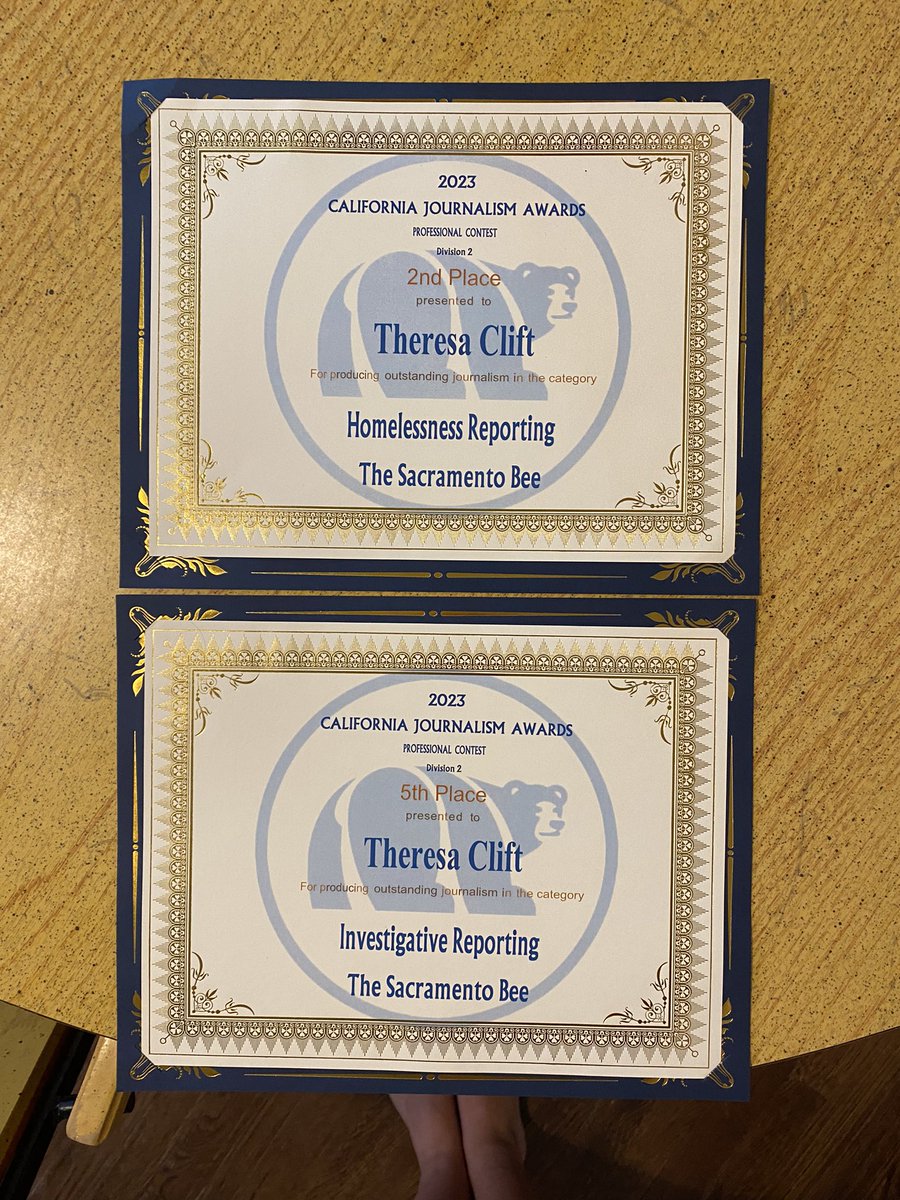 2023
CALIFORNIA JOURNALISM AWARDS
PROFESSIONAL CONTEST
Division 2
2nd Place
presented to
Theresa Clift
For producing outstanding journalism in the category
Homelessness Reporting
The Sacramento Bee
2023
CALIFORNIA JOURNALISM AWARDS
PROFESSIONAL CONTEST
Division 2
5th Place
presented to
Theresa Clift
For producing outstanding journalism in the category
Investigative Reporting
The Sacramento Bee